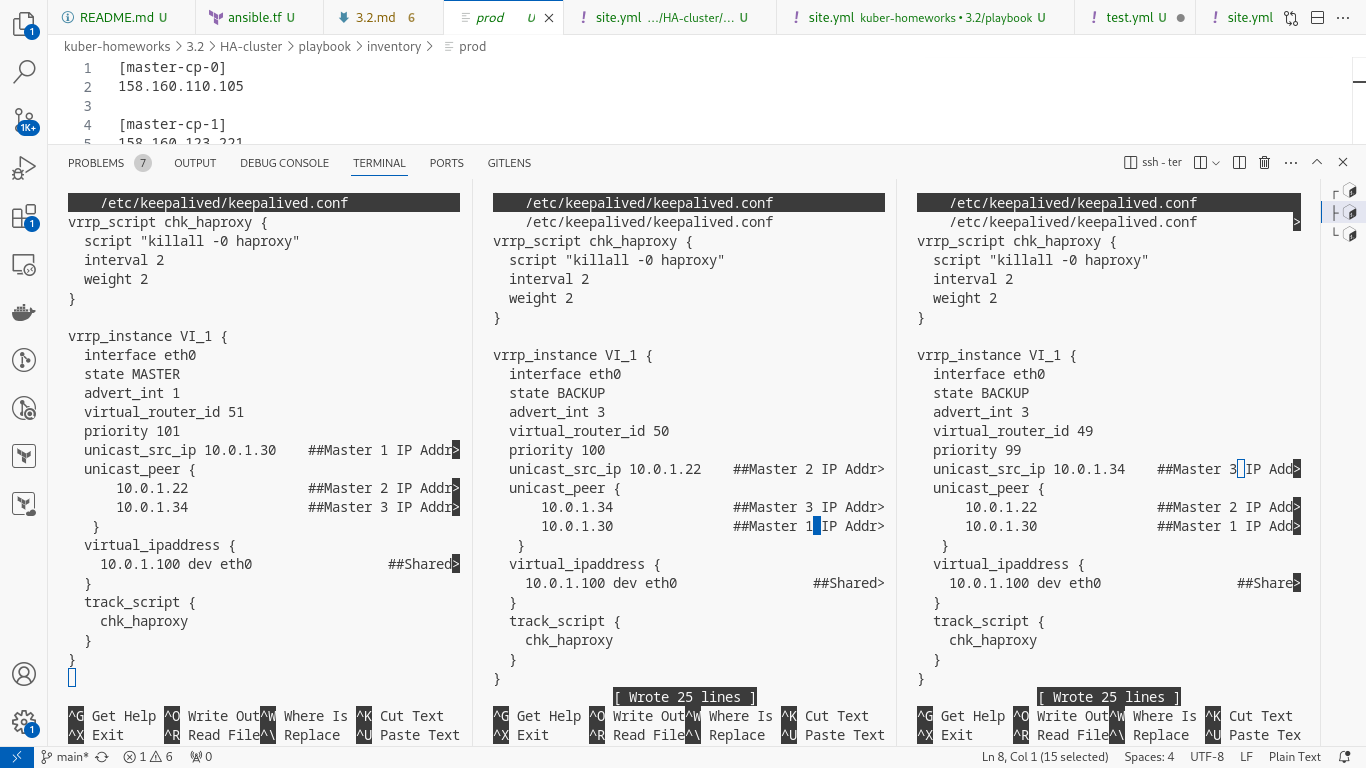 README.md U
ansible.tf U
3.2.md 6
prod U
site.yml .../HA-cluster/... U
site.yml kuber-homeworks • 3.2/playbook U
test.yml U
site.yml
kuber-homeworks > 3.2 > HA-cluster > playbook > inventory > prod
1 [master-cp-0]
2 158.160.110.105
3
4 [master-cp-1]
5 158.160.123.221
PROBLEMS 7 OUTPUT DEBUG CONSOLE TERMINAL PORTS GITLENS
ssh - ter
/etc/keepalived/keepalived.conf
vrrp_script chk_haproxy {
script "killall -0 haproxy"
interval 2
weight 2
}
vrrp_instance VI_1 {
interface eth0
state MASTER
advert_int 1
virtual_router_id 51
priority 101
unicast_src_ip 10.0.1.30 ##Master 1 IP Addr>
unicast_peer {
10.0.1.22 ##Master 2 IP Addr>
10.0.1.34 ##Master 3 IP Addr>
}
virtual_ipaddress {
10.0.1.100 dev eth0 ##Shared>
}
track_script {
chk_haproxy
}
}
^G Get Help ^O Write Out ^W Where Is ^K Cut Text
^X Exit ^R Read File ^\ Replace ^U Paste Text
/etc/keepalived/keepalived.conf
/etc/keepalived/keepalived.conf
vrrp_script chk_haproxy {
script "killall -0 haproxy"
interval 2
weight 2
}
vrrp_instance VI_1 {
interface eth0
state BACKUP
advert_int 3
virtual_router_id 50
priority 100
unicast_src_ip 10.0.1.22 ##Master 2 IP Addr>
unicast_peer {
10.0.1.34 ##Master 3 IP Addr>
10.0.1.30 ##Master 1 IP Addr>
}
virtual_ipaddress {
10.0.1.100 dev eth0 ##Shared>
}
track_script {
chk_haproxy
}
}
[ Wrote 25 lines ]
^G Get Help ^O Write Out ^W Where Is ^K Cut Text
^X Exit ^R Read File ^\ Replace ^U Paste Text
/etc/keepalived/keepalived.conf
/etc/keepalived/keepalived.conf >
vrrp_script chk_haproxy {
script "killall -0 haproxy"
interval 2
weight 2
}
vrrp_instance VI_1 {
interface eth0
state BACKUP
advert_int 3
virtual_router_id 49
priority 99
unicast_src_ip 10.0.1.34 ##Master 3 IP Add>
unicast_peer {
10.0.1.22 ##Master 2 IP Add>
10.0.1.30 ##Master 1 IP Add>
}
virtual_ipaddress {
10.0.1.100 dev eth0 ##Share>
}
track_script {
chk_haproxy
}
}
[ Wrote 25 lines ]
^G Get Help ^O Write Out ^W Where Is ^K Cut Text
^X Exit ^R Read File ^\ Replace ^U Paste Tex
1
1K+
1
1
main* 1 6 0
Ln 8, Col 1 (15 selected) Spaces: 4 UTF-8 LF Plain Text